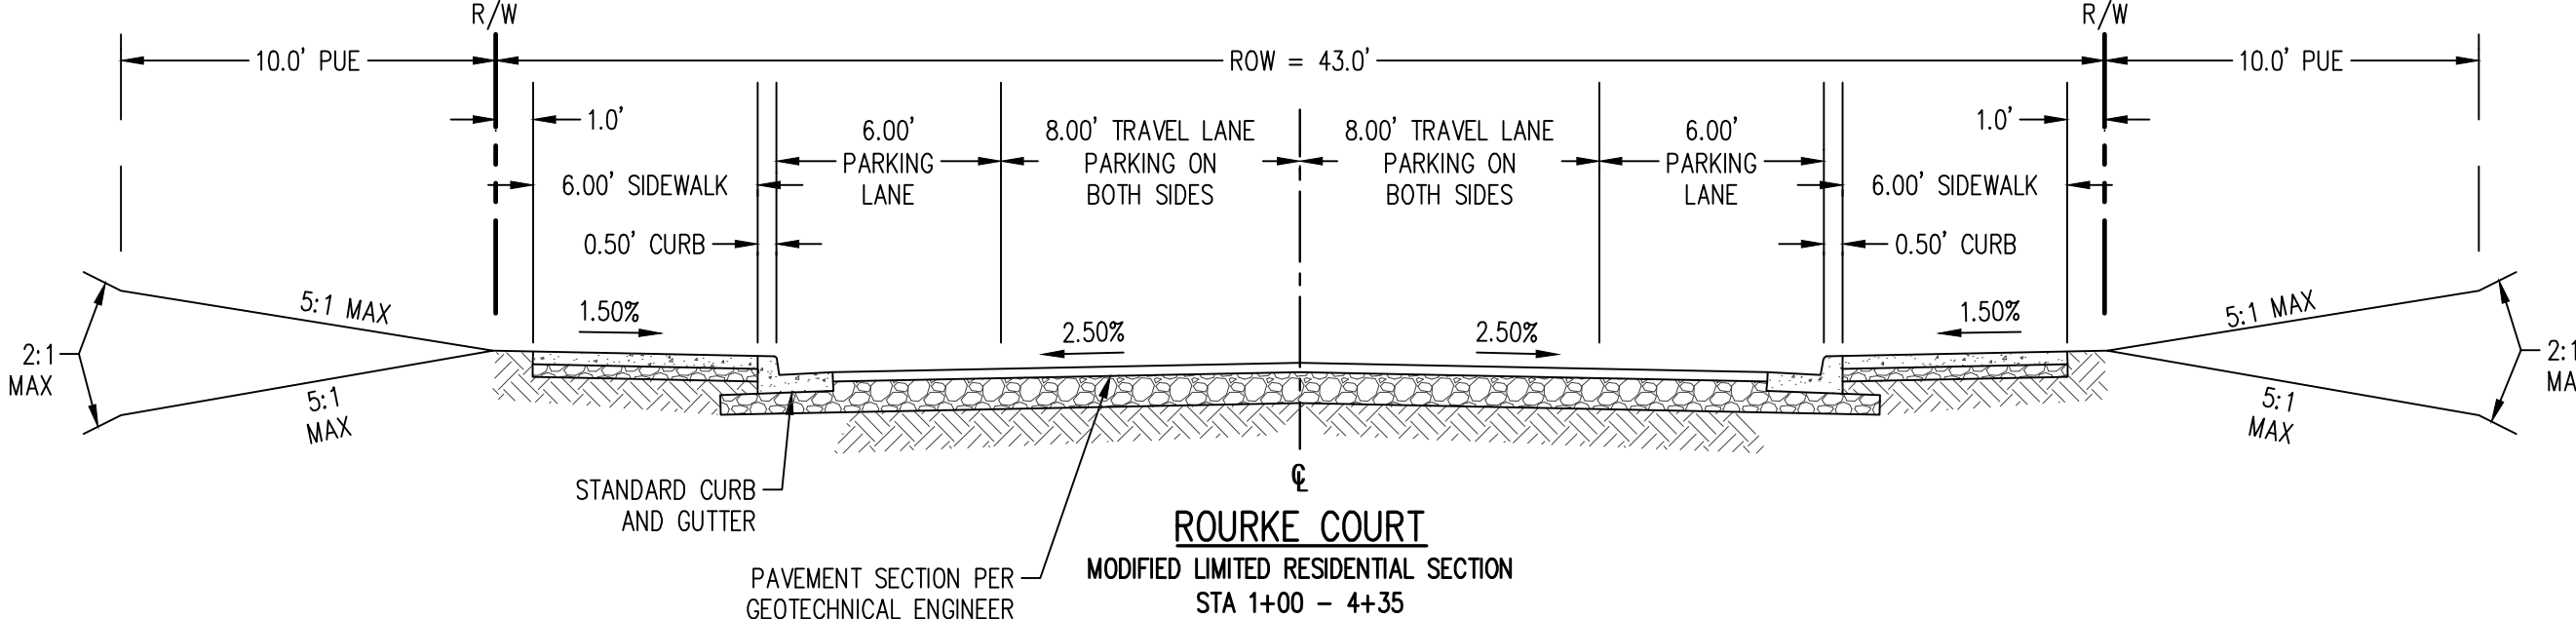 R/W
R/W
10.0' PUE
ROW = 43.0'
10.0' PUE
1.0'
1.0'
6.00'
PARKING
LANE
8.00' TRAVEL LANE
PARKING ON
BOTH SIDES
8.00' TRAVEL LANE
PARKING ON
BOTH SIDES
6.00'
PARKING
LANE
6.00' SIDEWALK
6.00' SIDEWALK
0.50' CURB
0.50' CURB
5:1 MAX
1.50%
2.50%
2.50%
1.50%
5:1 MAX
2:1
MAX
2:1
MA
5:1
MAX
5:1
MAX
STANDARD CURB
AND GUTTER
℄
ROURKE COURT
MODIFIED LIMITED RESIDENTIAL SECTION
STA 1+00 - 4+35
PAVEMENT SECTION PER
GEOTECHNICAL ENGINEER